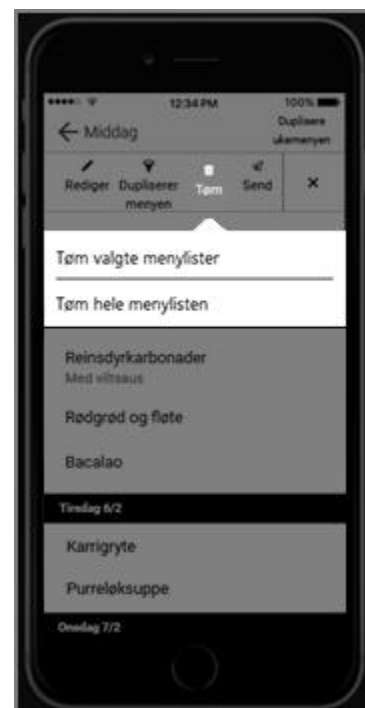 12:34 PM 100%
← Middag
Duplisere
ukemenyen
Rediger Dupliserer Tøm Send ×
menyen
Tøm valgte menylister
Tøm hele menylisten
Reinsdyrkarbonader
Med viltsaus
Rødgrød og fløte
Bacalao
Tirsdag 6/2
Karrigryte
Purreløksuppe
Onsdag 7/2